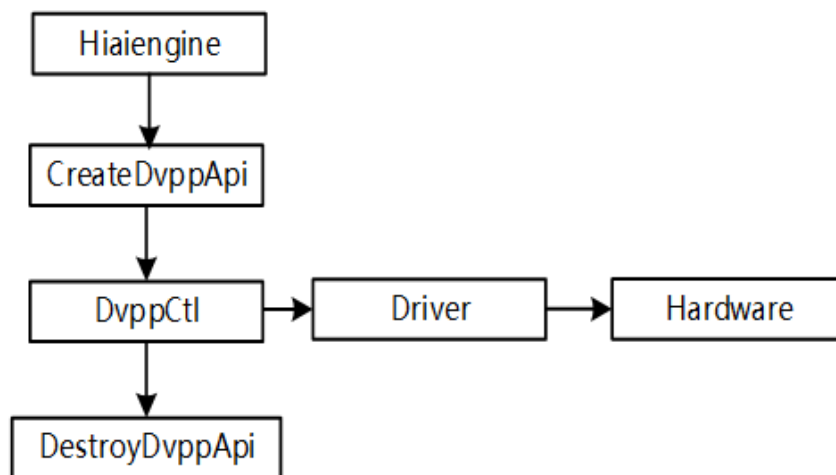 Hiaiengine
CreateDvppApi
DvppCtl
Driver
Hardware
DestroyDvppApi